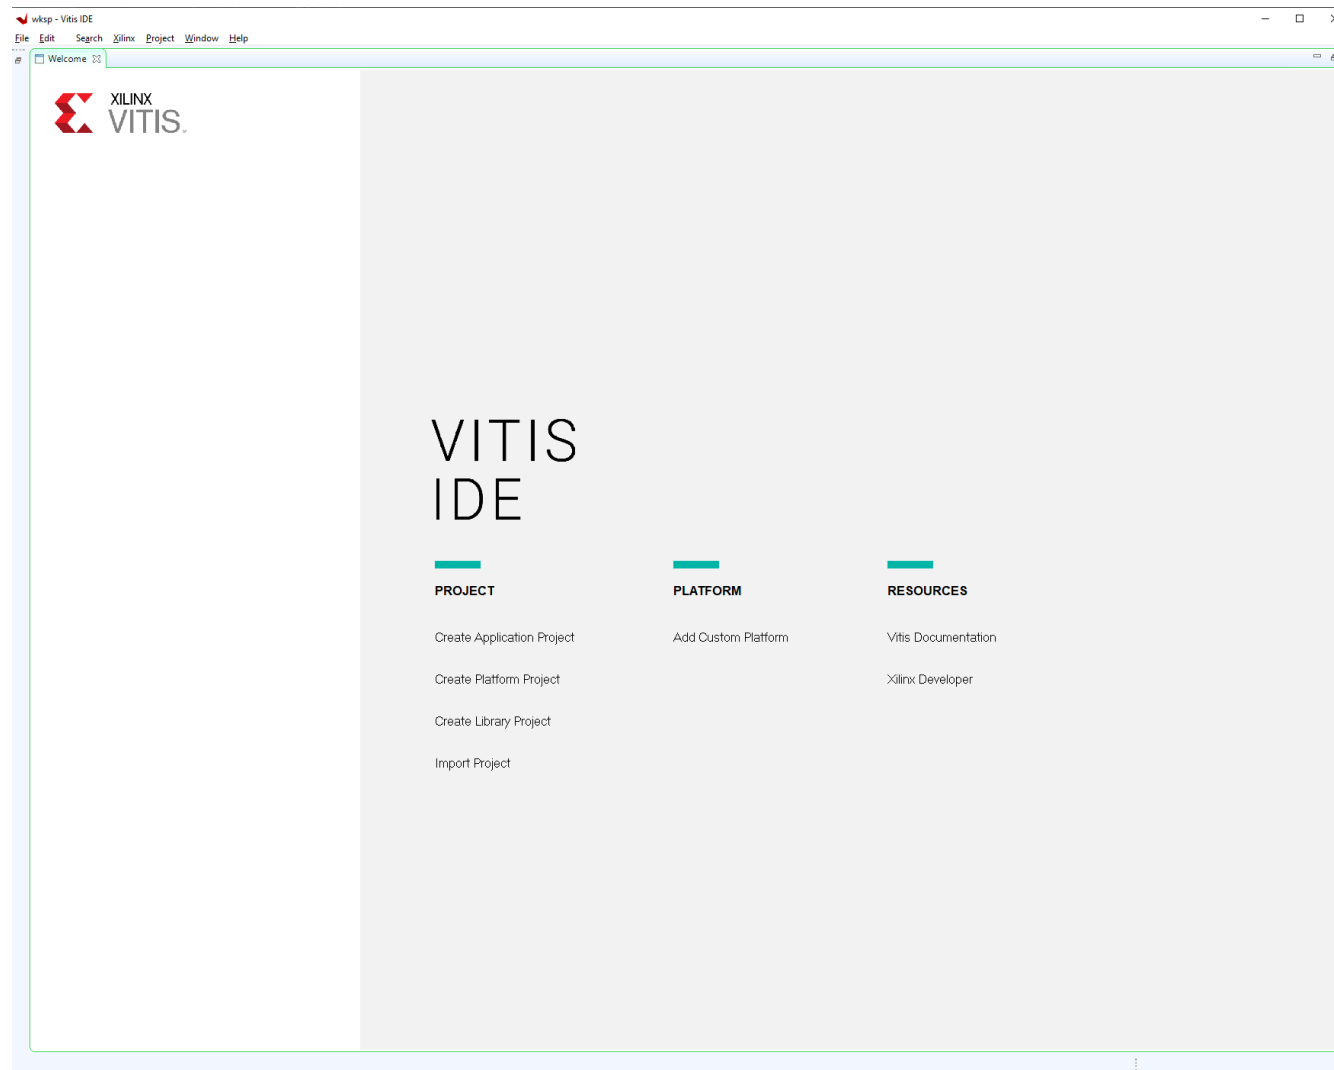 wksp - Vitis IDE
File Edit Search Xilinx Project Window Help
Welcome
XILINX
VITIS
VITIS
IDE
PROJECT PLATFORM RESOURCES
Create Application Project Add Custom Platform Vitis Documentation
Create Platform Project Xilinx Developer
Create Library Project
Import Project